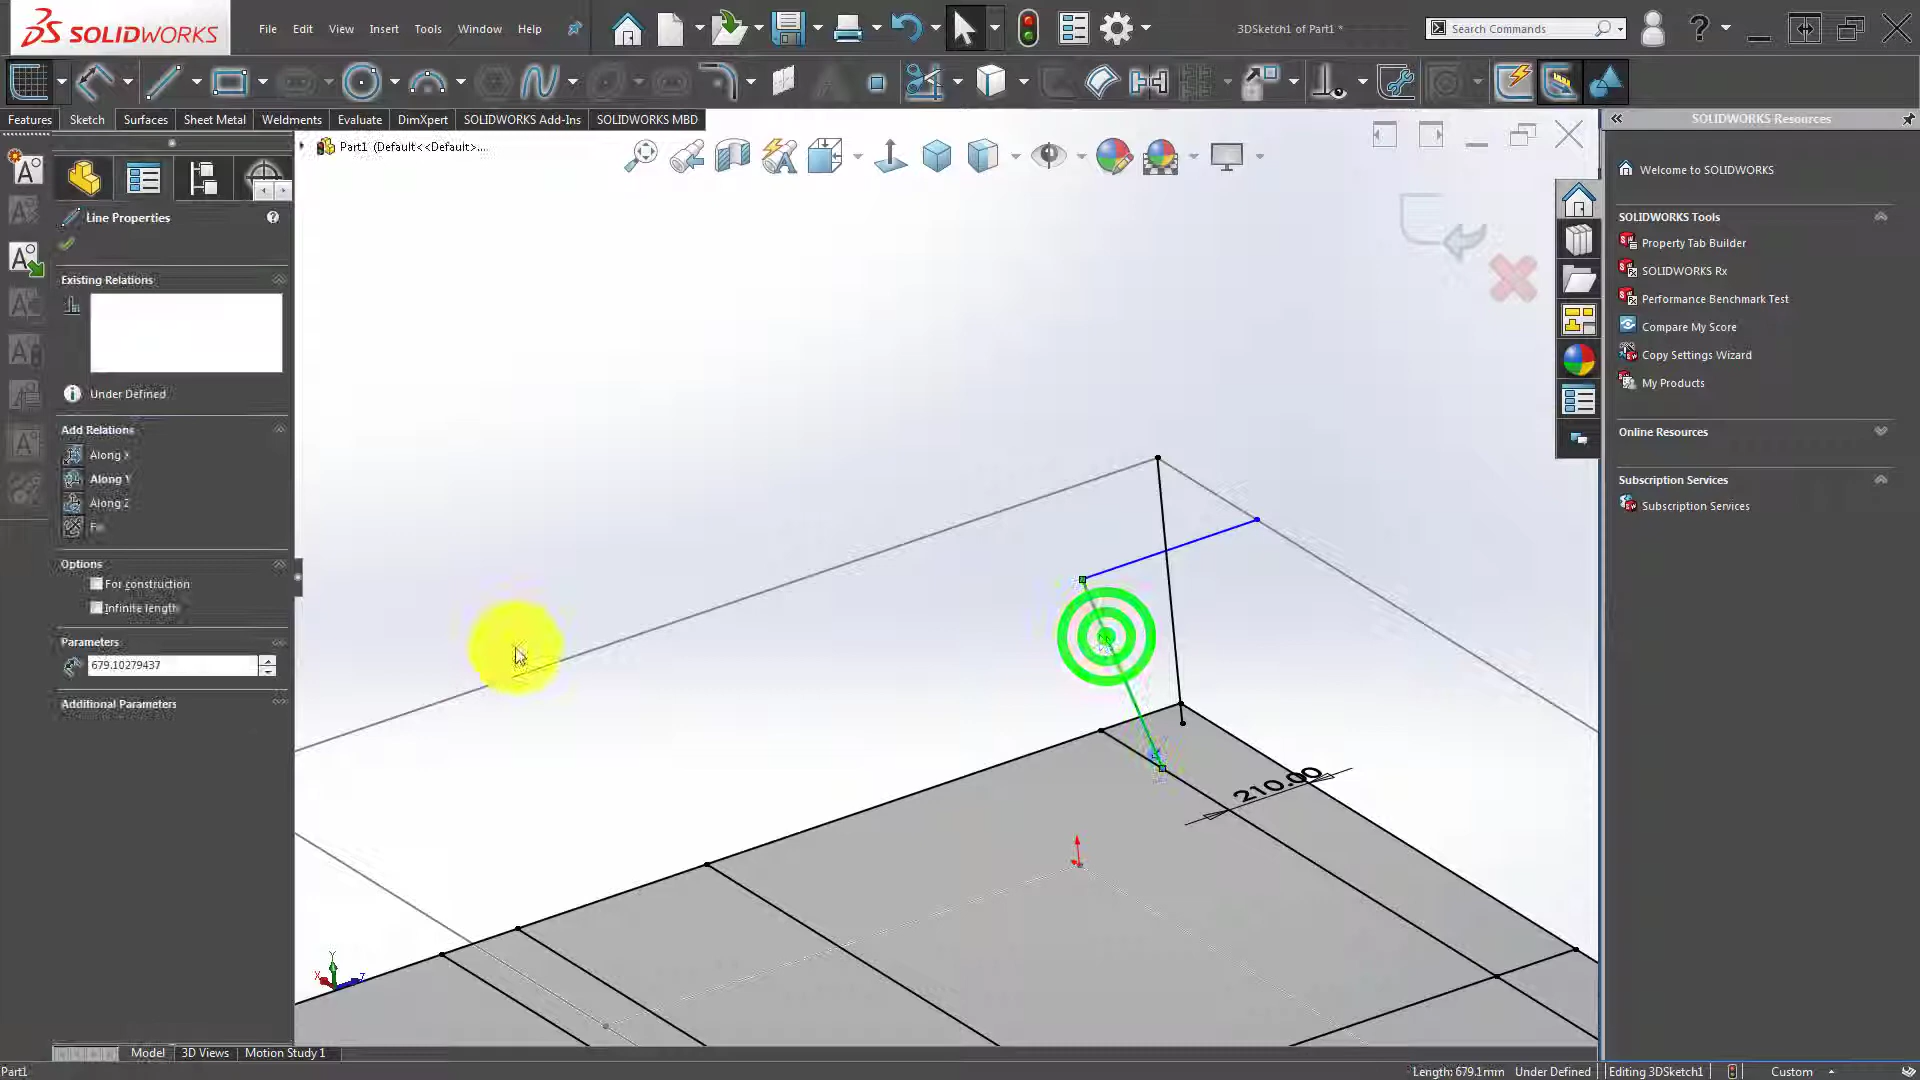 SOLIDWORKS
File Edit View Insert Tools Window Help
3DSketch1 of Part1 *
Search Commands
Features Sketch Surfaces Sheet Metal Weldments Evaluate DimXpert SOLIDWORKS Add-Ins SOLIDWORKS MBD
SOLIDWORKS Resources
Part1 (Default<<Default>....
Welcome to SOLIDWORKS
Line Properties
SOLIDWORKS Tools
Property Tab Builder
SOLIDWORKS Rx
Performance Benchmark Test
Compare My Score
Copy Settings Wizard
My Products
Online Resources
Subscription Services
Subscription Services
Existing Relations
Under Defined
Add Relations
Along X
Along Y
Along Z
Options
For construction
Infinite length
Parameters
679.10279437
Additional Parameters
210.00
Y
X
Z
Model 3D Views Motion Study 1
Part1
Length: 679.1mm Under Defined Editing 3DSketch1 Custom